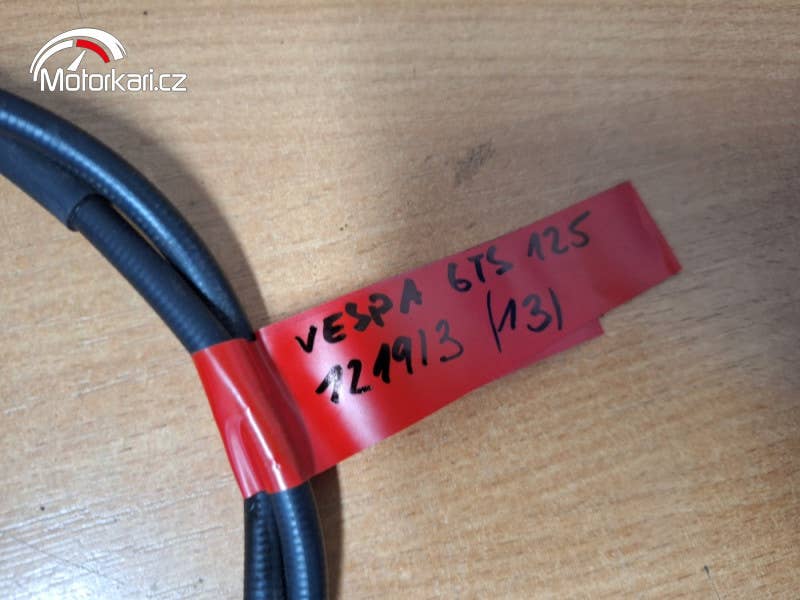 Motorkari.cz
VESPA GTS 125
1219/3 (13)